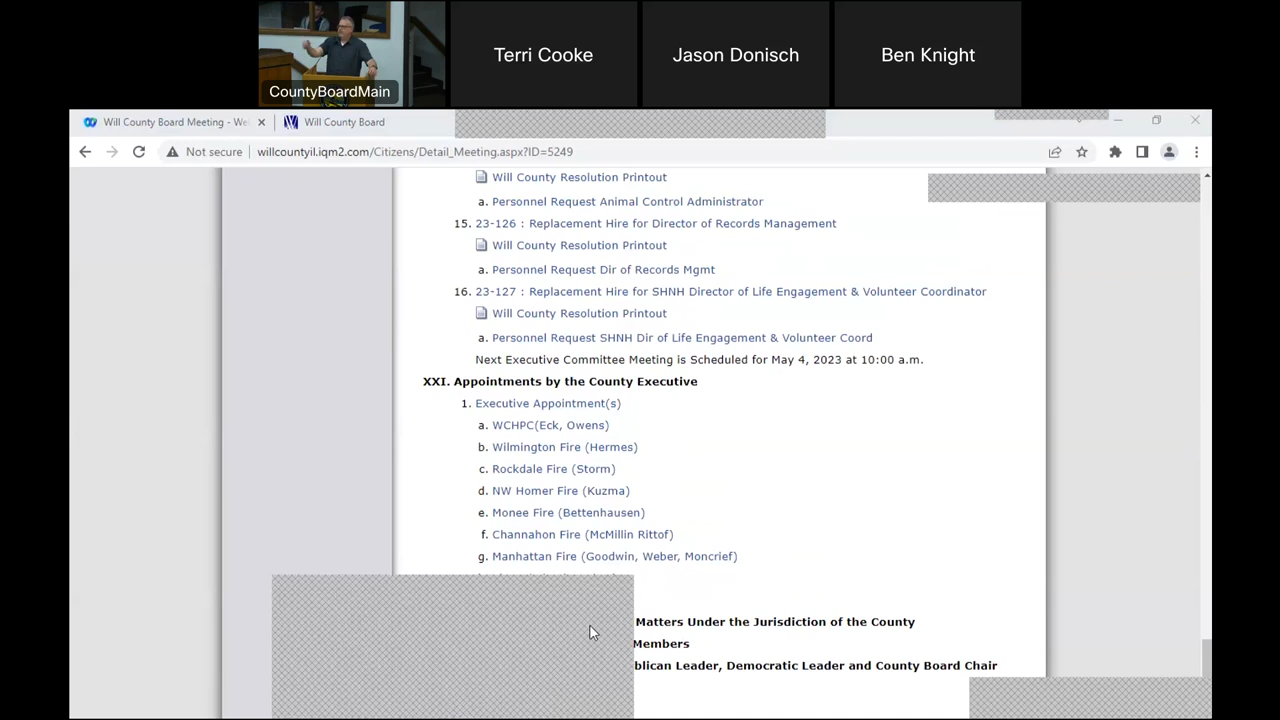 Terri Cooke
Jason Donisch
Ben Knight
CountyBoardMain
Will County Board Meeting - We
Will County Board
Not secure
willcountyil.iqm2.com/Citizens/Detail_Meeting.aspx?ID=5249
Will County Resolution Printout
a. Personnel Request Animal Control Administrator
15. 23-126 : Replacement Hire for Director of Records Management
Will County Resolution Printout
a. Personnel Request Dir of Records Mgmt
16. 23-127 : Replacement Hire for SHNH Director of Life Engagement & Volunteer Coordinator
Will County Resolution Printout
a. Personnel Request SHNH Dir of Life Engagement & Volunteer Coord
Next Executive Committee Meeting is Scheduled for May 4, 2023 at 10:00 a.m.
XXI. Appointments by the County Executive
1. Executive Appointment(s)
a. WCHPC(Eck, Owens)
b. Wilmington Fire (Hermes)
c. Rockdale Fire (Storm)
d. NW Homer Fire (Kuzma)
e. Monee Fire (Bettenhausen)
f. Channahon Fire (McMillin Rittof)
g. Manhattan Fire (Goodwin, Weber, Moncrief)
Matters Under the Jurisdiction of the County
Members
blican Leader, Democratic Leader and County Board Chair